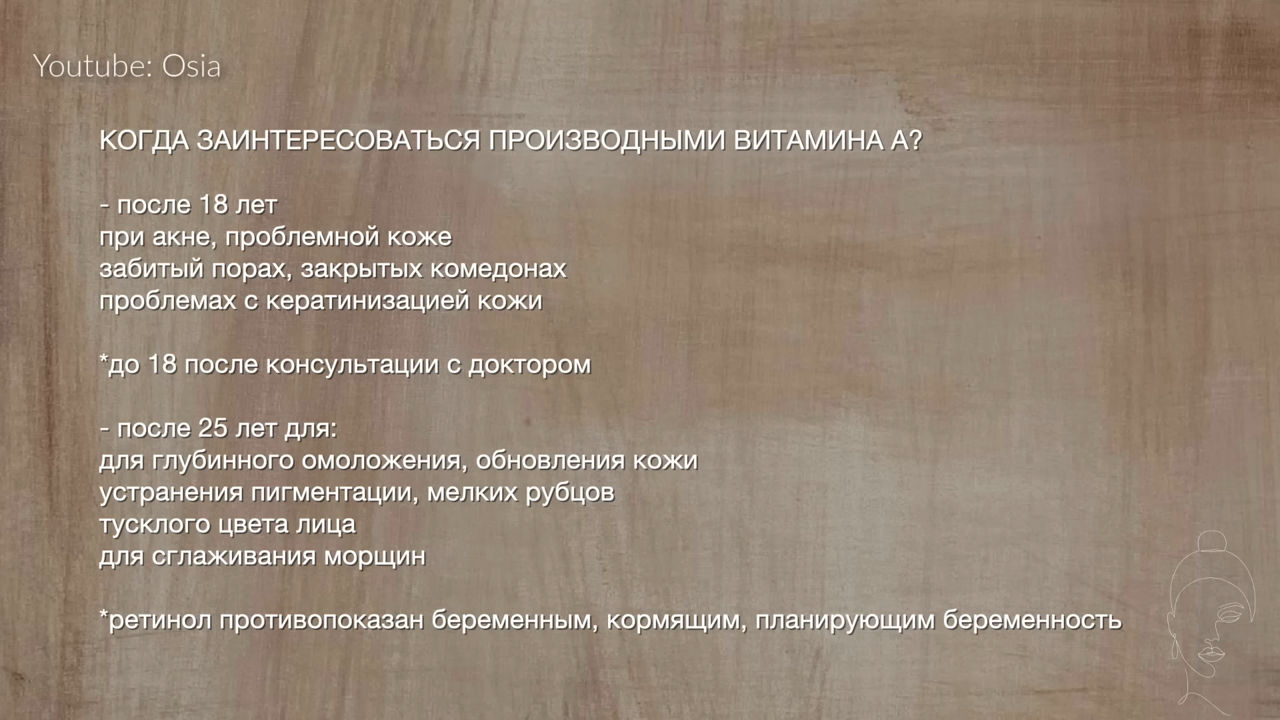 Youtube: Osia
КОГДА ЗАИНТЕРЕСОВАТЬСЯ ПРОИЗВОДНЫМИ ВИТАМИНА А?
- после 18 лет
при акне, проблемной коже
забитый порах, закрытых комедонах
проблемах с кератинизацией кожи
*до 18 после консультации с доктором
- после 25 лет для:
для глубинного омоложения, обновления кожи
устранения пигментации, мелких рубцов
тусклого цвета лица
для сглаживания морщин
*ретинол противопоказан беременным, кормящим, планирующим беременность